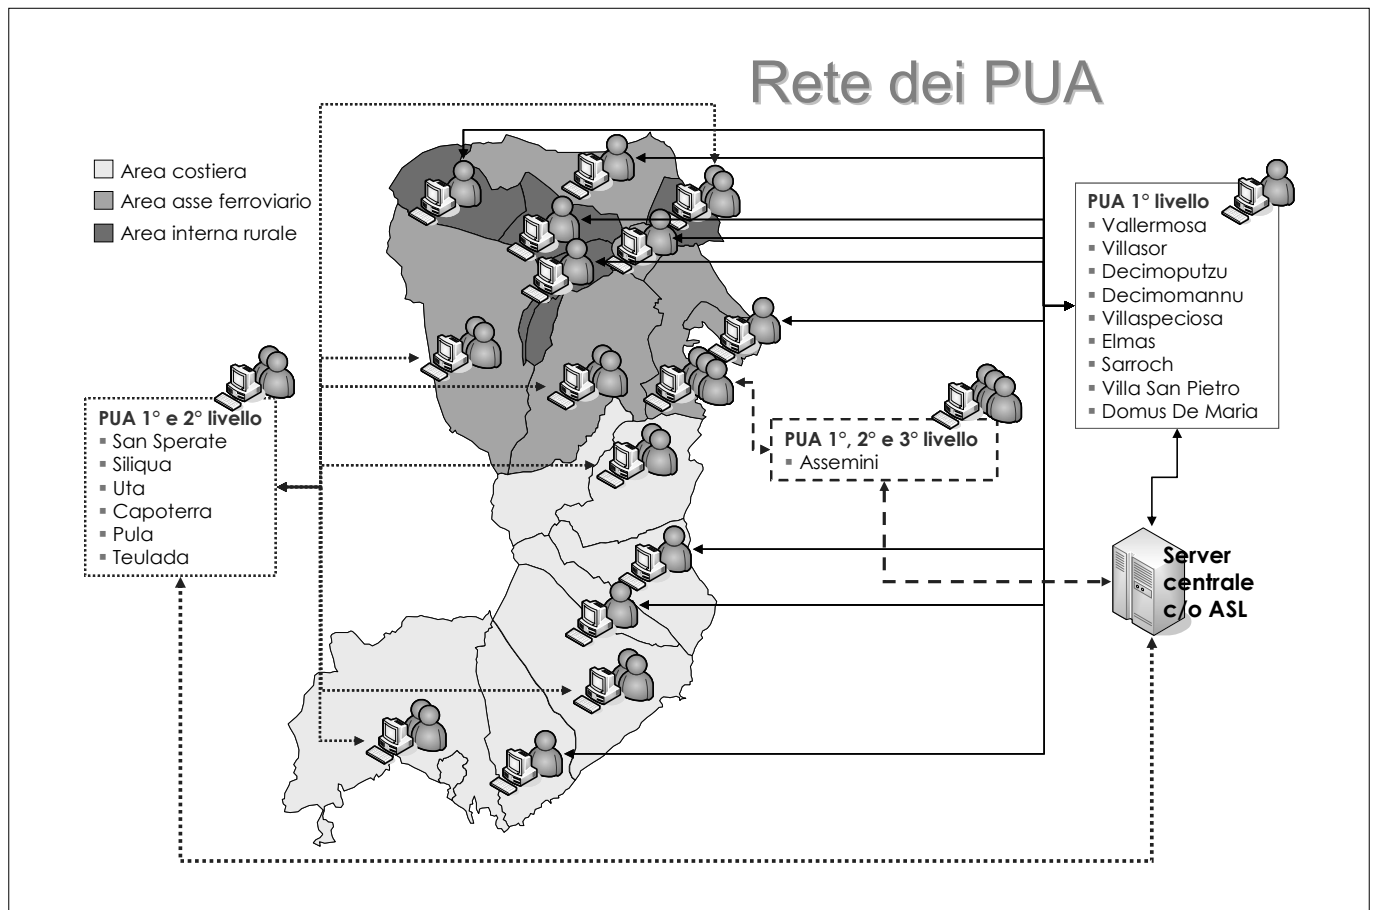 Rete dei PUA
Area costiera
Area asse ferroviario
Area interna rurale
PUA 1° livello
▪ Vallermosa
▪ Villasor
▪ Decimoputzu
▪ Decimomannu
▪ Villaspeciosa
▪ Elmas
▪ Sarroch
▪ Villa San Pietro
▪ Domus De Maria
PUA 1° e 2° livello
▪ San Sperate
▪ Siliqua
▪ Uta
▪ Capoterra
▪ Pula
▪ Teulada
PUA 1°, 2° e 3° livello
▪ Assemini
Server
centrale
c/o ASL